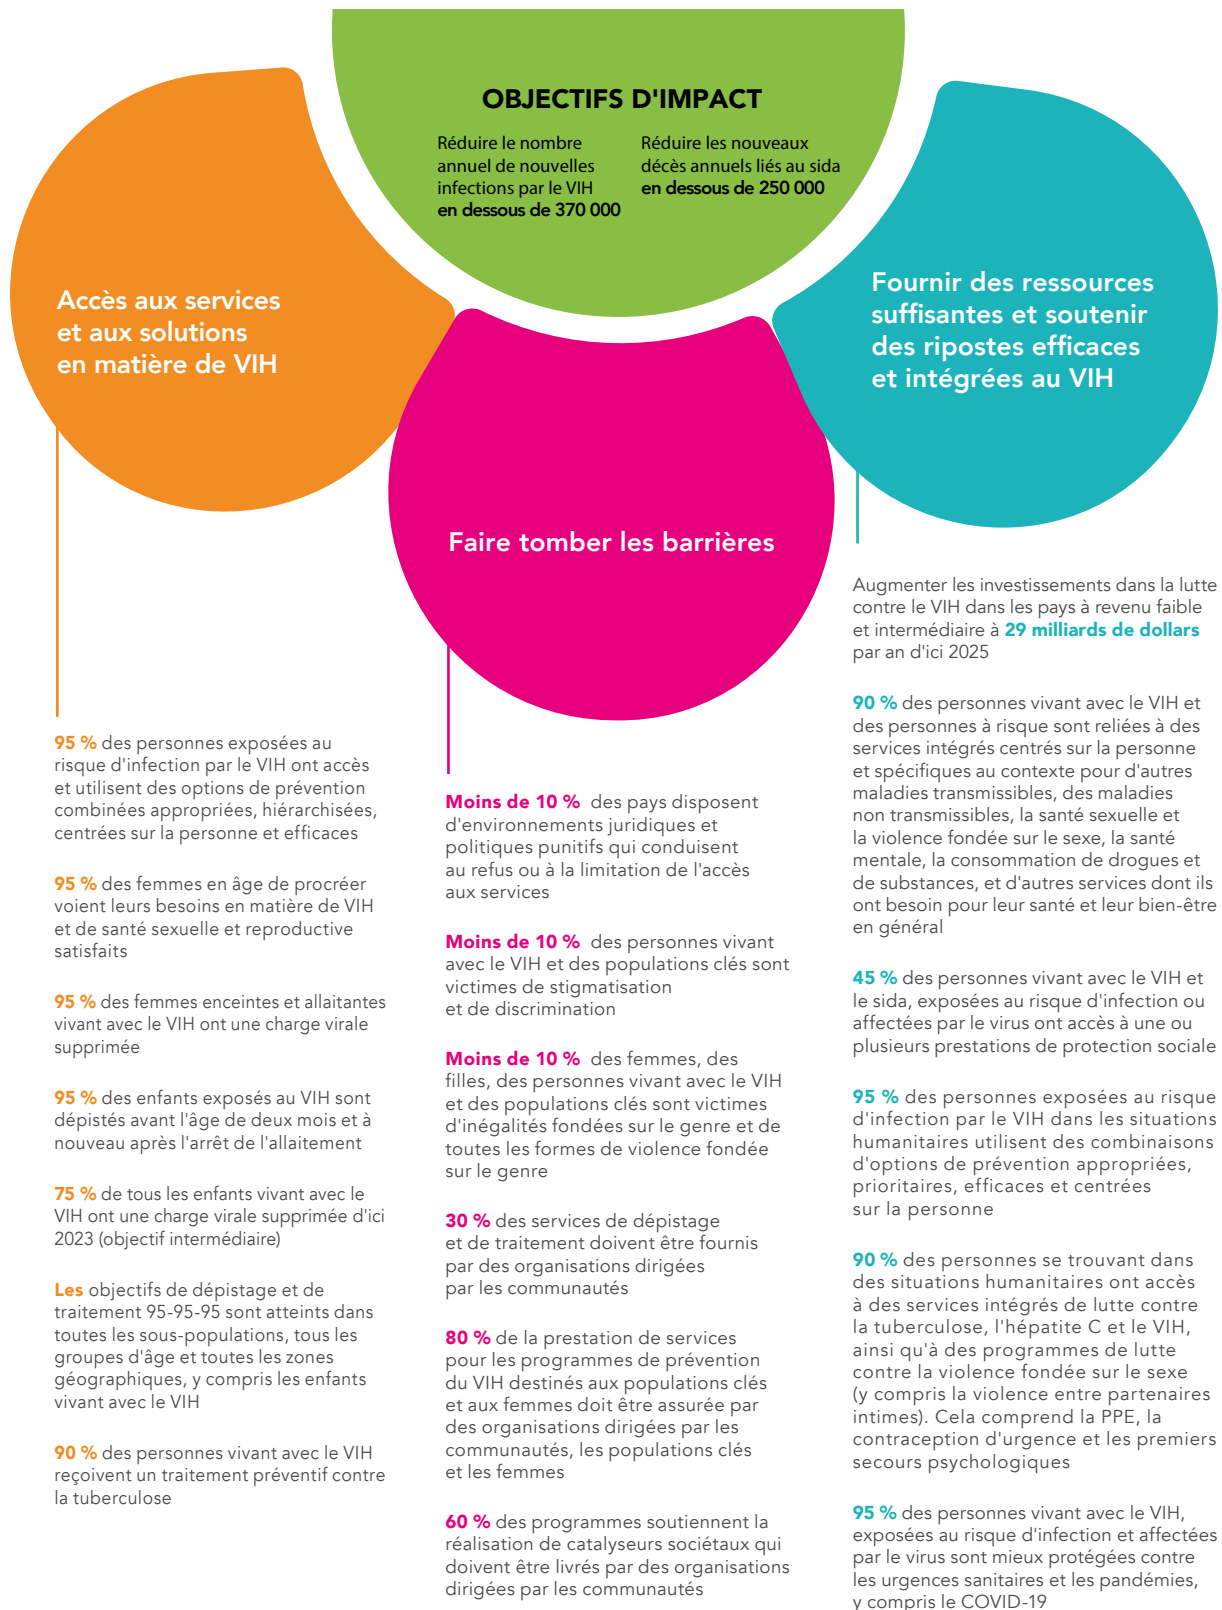 OBJECTIFS D'IMPACT
Réduire le nombre
annuel de nouvelles
infections par le VIH
en dessous de 370 000
Réduire les nouveaux
décès annuels liés au sida
en dessous de 250 000
Accès aux services
et aux solutions
en matière de VIH
Faire tomber les barrières
Fournir des ressources
suffisantes et soutenir
des ripostes efficaces
et intégrées au VIH
95 % des personnes exposées au
risque d'infection par le VIH ont accès
et utilisent des options de prévention
combinées appropriées, hiérarchisées,
centrées sur la personne et efficaces
95 % des femmes en âge de procréer
voient leurs besoins en matière de VIH
et de santé sexuelle et reproductive
satisfaits
95 % des femmes enceintes et allaitantes
vivant avec le VIH ont une charge virale
supprimée
95 % des enfants exposés au VIH sont
dépistés avant l'âge de deux mois et à
nouveau après l'arrêt de l'allaitement
75 % de tous les enfants vivant avec le
VIH ont une charge virale supprimée d'ici
2023 (objectif intermédiaire)
Les objectifs de dépistage et de
traitement 95-95-95 sont atteints dans
toutes les sous-populations, tous les
groupes d'âge et toutes les zones
géographiques, y compris les enfants
vivant avec le VIH
90 % des personnes vivant avec le VIH
reçoivent un traitement préventif contre
la tuberculose
Moins de 10 % des pays disposent
d'environnements juridiques et
politiques punitifs qui conduisent
au refus ou à la limitation de l'accès
aux services
Moins de 10 % des personnes vivant
avec le VIH et des populations clés sont
victimes de stigmatisation
et de discrimination
Moins de 10 % des femmes, des
filles, des personnes vivant avec le VIH
et des populations clés sont victimes
d'inégalités fondées sur le genre et de
toutes les formes de violence fondée
sur le genre
30 % des services de dépistage
et de traitement doivent être fournis
par des organisations dirigées
par les communautés
80 % de la prestation de services
pour les programmes de prévention
du VIH destinés aux populations clés
et aux femmes doit être assurée par
des organisations dirigées par les
communautés, les populations clés
et les femmes
60 % des programmes soutiennent la
réalisation de catalyseurs sociétaux qui
doivent être livrés par des organisations
dirigées par les communautés
Augmenter les investissements dans la lutte
contre le VIH dans les pays à revenu faible
et intermédiaire à 29 milliards de dollars
par an d'ici 2025
90 % des personnes vivant avec le VIH et
des personnes à risque sont reliées à des
services intégrés centrés sur la personne
et spécifiques au contexte pour d'autres
maladies transmissibles, des maladies
non transmissibles, la santé sexuelle et
la violence fondée sur le sexe, la santé
mentale, la consommation de drogues et
de substances, et d'autres services dont ils
ont besoin pour leur santé et leur bien-être
en général
45 % des personnes vivant avec le VIH et
le sida, exposées au risque d'infection ou
affectées par le virus ont accès à une ou
plusieurs prestations de protection sociale
95 % des personnes exposées au risque
d'infection par le VIH dans les situations
humanitaires utilisent des combinaisons
d'options de prévention appropriées,
prioritaires, efficaces et centrées
sur la personne
90 % des personnes se trouvant dans
des situations humanitaires ont accès
à des services intégrés de lutte contre
la tuberculose, l'hépatite C et le VIH,
ainsi qu'à des programmes de lutte
contre la violence fondée sur le sexe
(y compris la violence entre partenaires
intimes). Cela comprend la PPE, la
contraception d'urgence et les premiers
secours psychologiques
95 % des personnes vivant avec le VIH,
exposées au risque d'infection et affectées
par le virus sont mieux protégées contre
les urgences sanitaires et les pandémies,
y compris le COVID-19